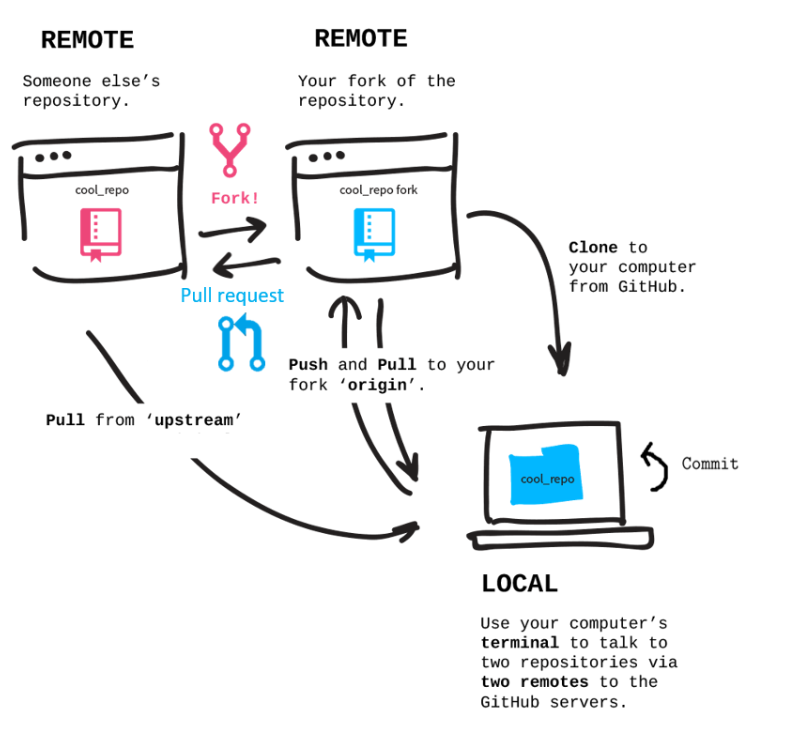 REMOTE
Someone else’s
repository.
REMOTE
Your fork of the
repository.
cool_repo
Fork!
cool_repo fork
Pull request
Clone to
your computer
from GitHub.
Push and Pull to your
fork ‘origin’.
Pull from ‘upstream’
cool_repo
Commit
LOCAL
Use your computer’s
terminal to talk to
two repositories via
two remotes to the
GitHub servers.